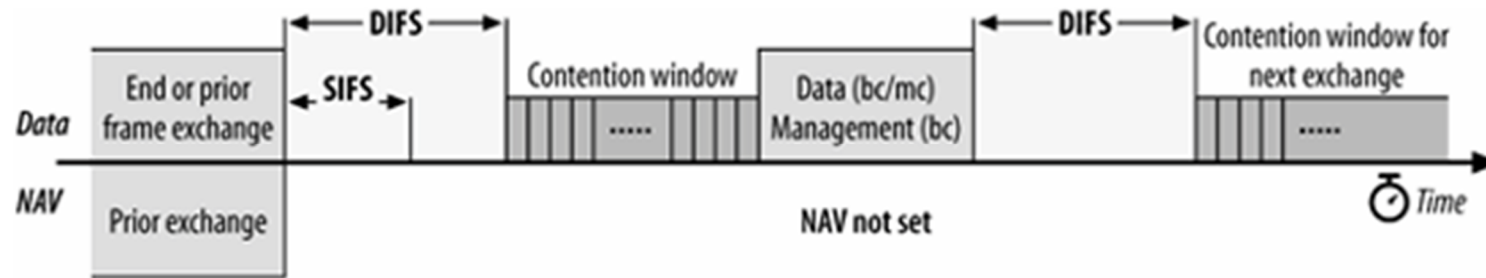 DIFS
DIFS
Contention window for
next exchange
SIFS
Contention window
End or prior
frame exchange
Data (bc/mc)
Management (bc)
Data
.....
.....
NAV
Prior exchange
NAV not set
Time